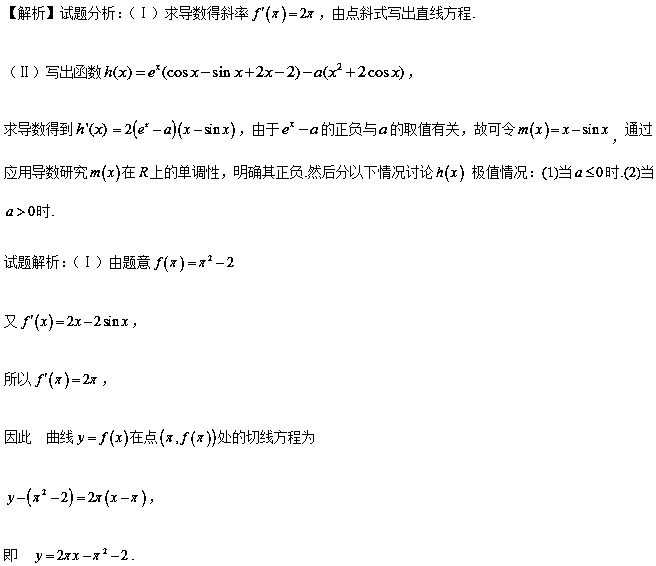 【解析】试题分析：(Ⅰ) 求导数得斜率 f′(π)=2π，由点斜式写出直线方程.
(Ⅱ) 写出函数 h(x)=eˣ(cos x−sin x+2x−2)−a(x²+2cos x)，
求导数得到 h'(x)=2(eˣ−a)(x−sin x)，由于 eˣ−a 的正负与 a 的取值有关，故可令 m(x)=x−sin x，通过
应用导数研究 m(x) 在 R 上的单调性，明确其正负.然后分以下情况讨论 h(x) 极值情况：(1)当 a≤0 时.(2)当
a>0 时.
试题解析：(Ⅰ) 由题意 f(π)=π²−2
又 f′(x)=2x−2sin x，
所以 f′(π)=2π，
因此 曲线 y=f(x) 在点 (π,f(π)) 处的切线方程为
y−(π²−2)=2π(x−π)，
即 y=2πx−π²−2.